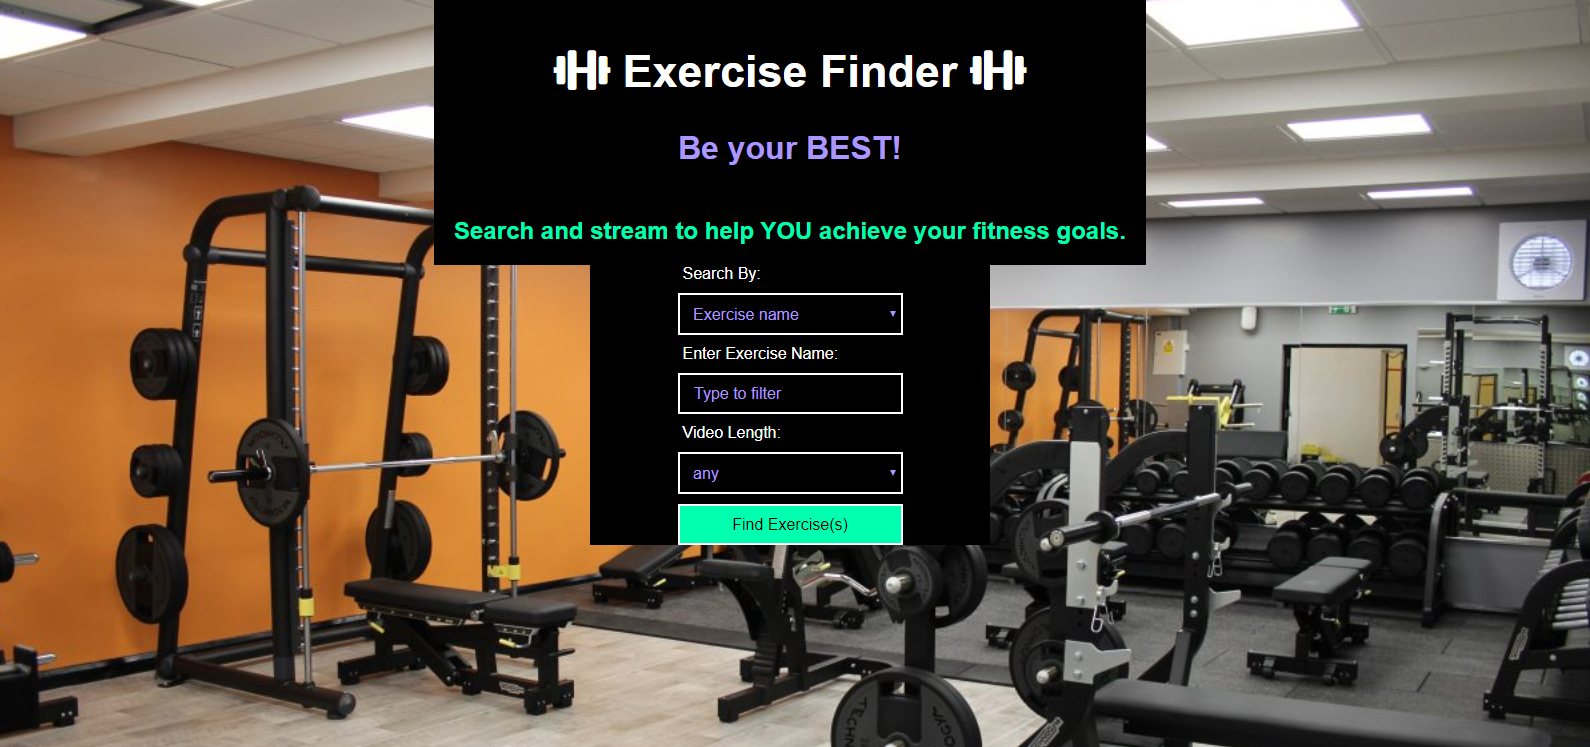 Exercise Finder
Be your BEST!
Search and stream to help YOU achieve your fitness goals.
Search By:
Exercise name
Enter Exercise Name:
Type to filter
Video Length:
any
Find Exercise(s)